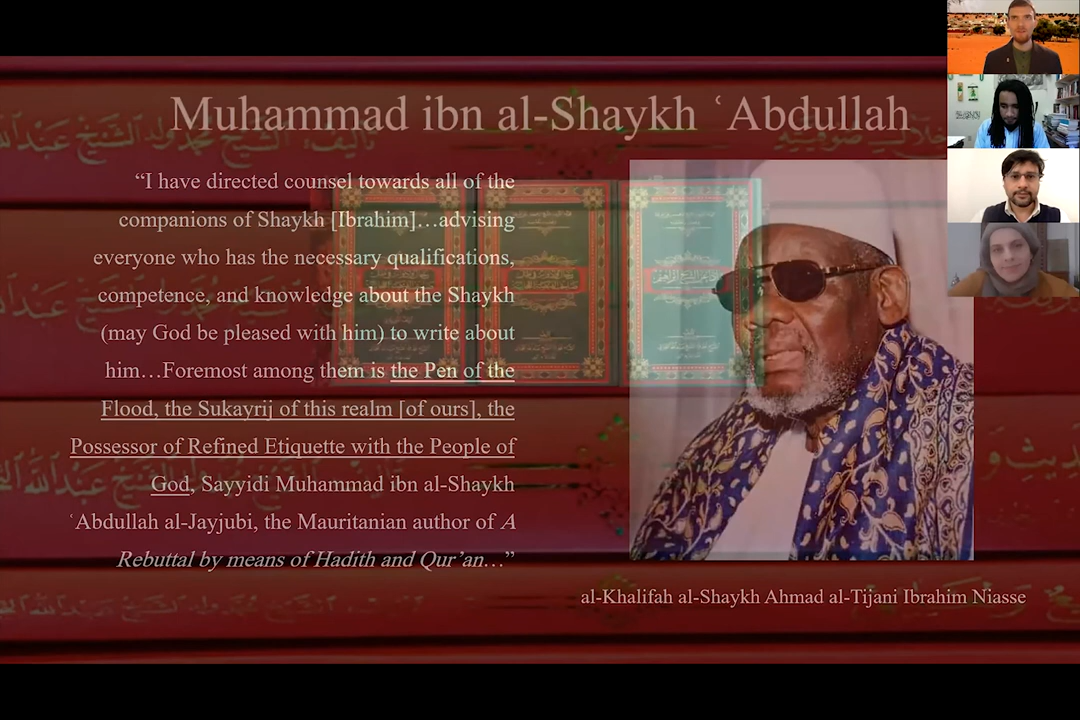 Muhammad ibn al-Shaykh ʿAbdullah
“I have directed counsel towards all of the
companions of Shaykh [Ibrahim]…advising
everyone who has the necessary qualifications,
competence, and knowledge about the Shaykh
(may God be pleased with him) to write about
him…Foremost among them is the Pen of the
Flood, the Sukayrij of this realm [of ours], the
Possessor of Refined Etiquette with the People of
God, Sayyidi Muhammad ibn al-Shaykh
ʿAbdullah al-Jayjubi, the Mauritanian author of A
Rebuttal by means of Hadith and Qur’an…”
al-Khalifah al-Shaykh Ahmad al-Tijani Ibrahim Niasse